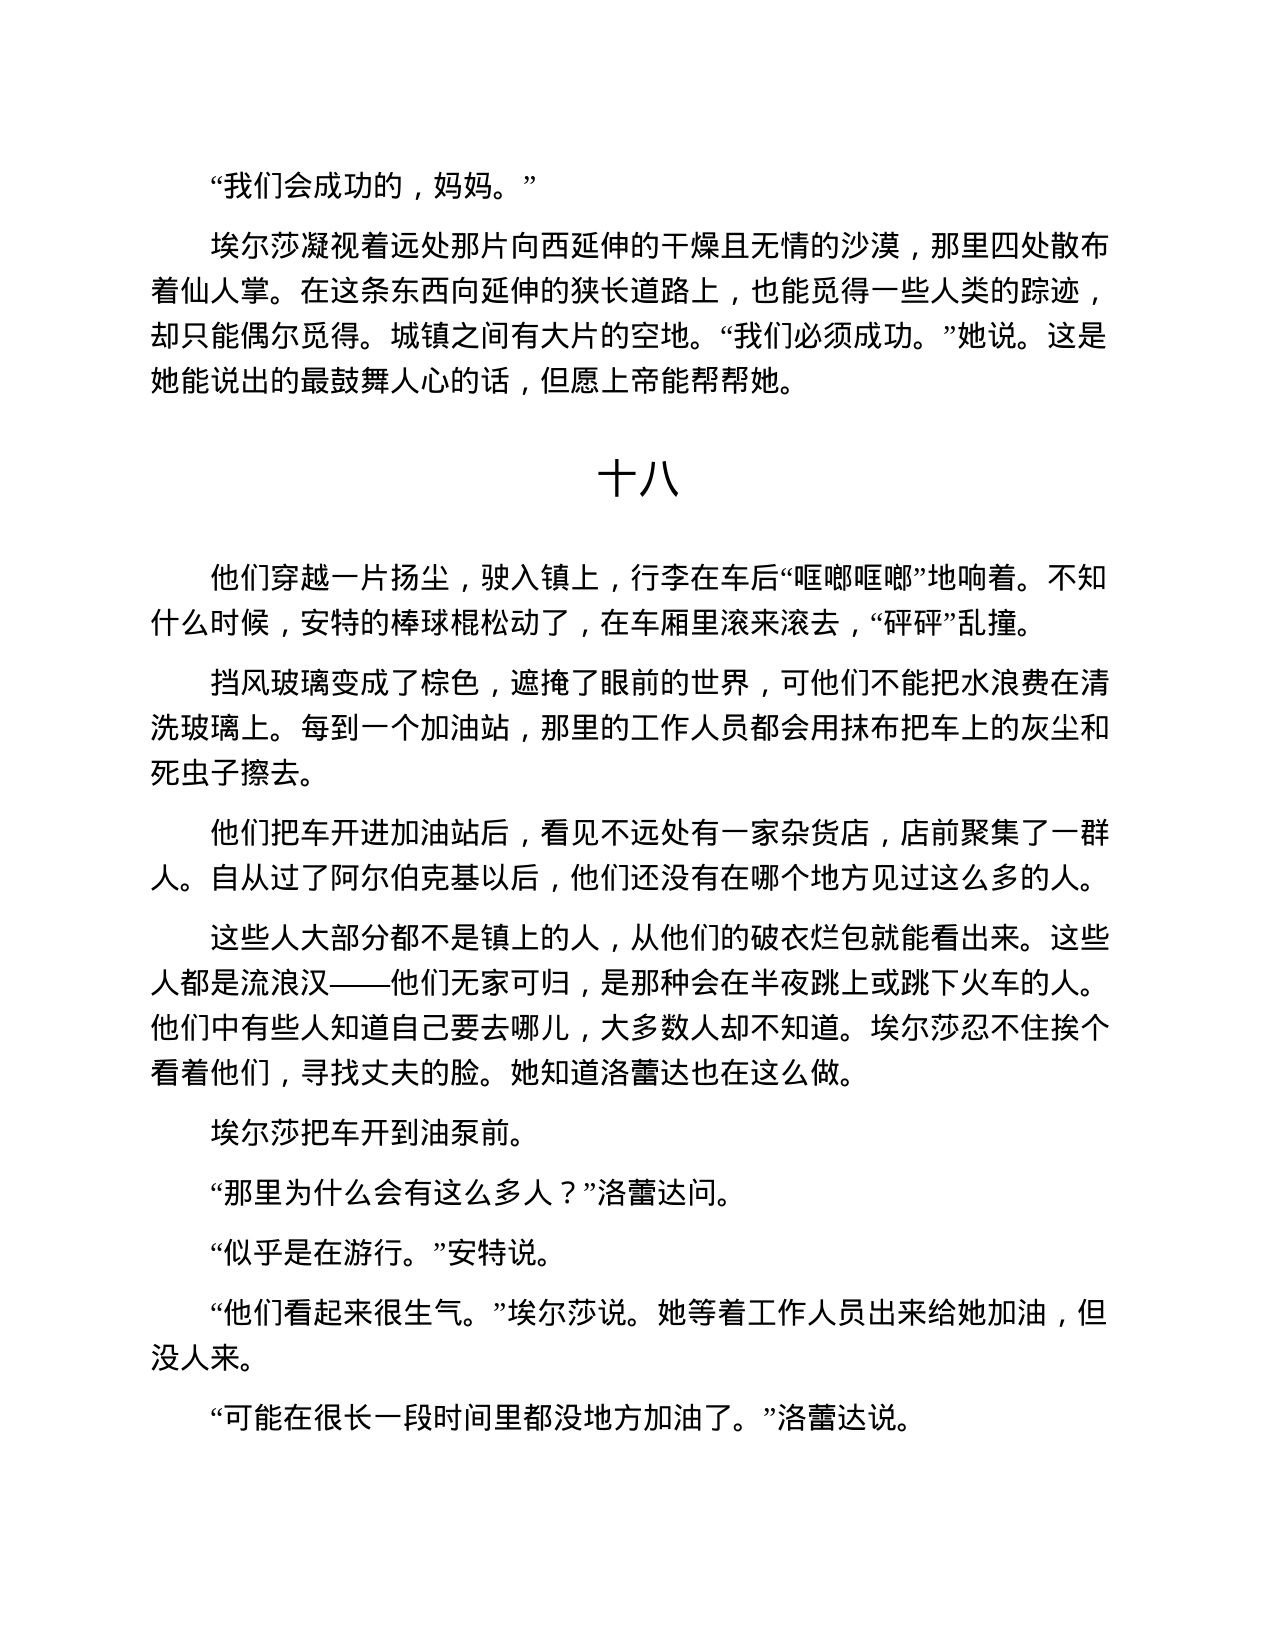 “我们会成功的，妈妈。”
埃尔莎凝视着远处那片向西延伸的干燥且无情的沙漠，那里四处散布
着仙人掌。在这条东西向延伸的狭长道路上，也能觅得一些人类的踪迹，
却只能偶尔觅得。城镇之间有大片的空地。“我们必须成功。”她说。这是
她能说出的最鼓舞人心的话，但愿上帝能帮帮她。
十八
他们穿越一片扬尘，驶入镇上，行李在车后“哐啷哐啷”地响着。不知
什么时候，安特的棒球棍松动了，在车厢里滚来滚去，“砰砰”乱撞。
挡风玻璃变成了棕色，遮掩了眼前的世界，可他们不能把水浪费在清
洗玻璃上。每到一个加油站，那里的工作人员都会用抹布把车上的灰尘和
死虫子擦去。
他们把车开进加油站后，看见不远处有一家杂货店，店前聚集了一群
人。自从过了阿尔伯克基以后，他们还没有在哪个地方见过这么多的人。
这些人大部分都不是镇上的人，从他们的破衣烂包就能看出来。这些
人都是流浪汉——他们无家可归，是那种会在半夜跳上或跳下火车的人。
他们中有些人知道自己要去哪儿，大多数人却不知道。埃尔莎忍不住挨个
看着他们，寻找丈夫的脸。她知道洛蕾达也在这么做。
埃尔莎把车开到油泵前。
“那里为什么会有这么多人？”洛蕾达问。
“似乎是在游行。”安特说。
“他们看起来很生气。”埃尔莎说。她等着工作人员出来给她加油，但
没人来。
“可能在很长一段时间里都没地方加油了。”洛蕾达说。